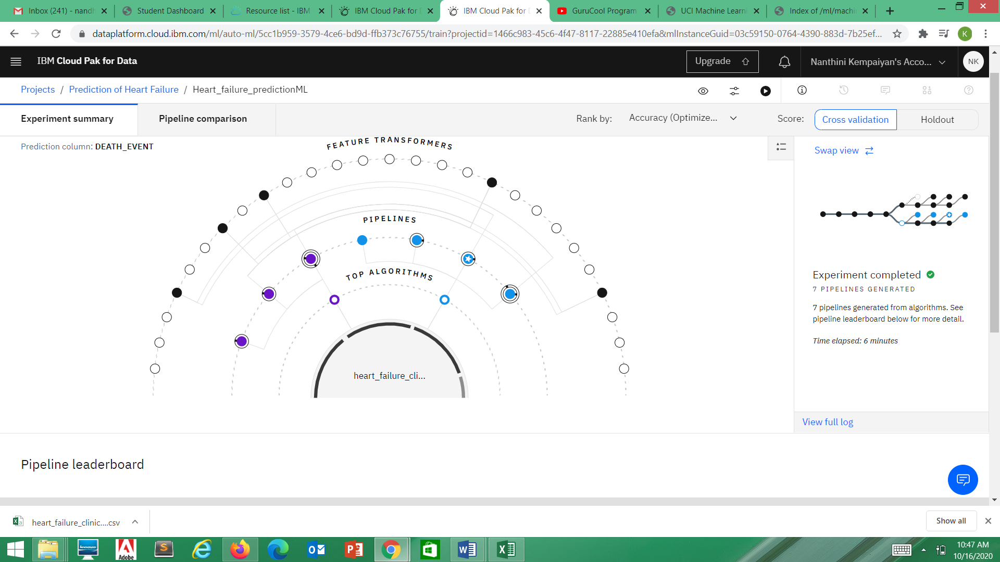 Inbox (241) - nandh
Student Dashboard
Resource list - IBM
IBM Cloud Pak for D
IBM Cloud Pak for D
GuruCool Program
UCI Machine Learni
Index of /ml/machi
dataplatform.cloud.ibm.com/ml/auto-ml/5cc1b959-3579-4ce6-bd9d-ffb373c76755/train?projectid=1466c983-45c6-4f47-8117-22885e410efa&mlInstanceGuid=03c59150-0764-4390-883d-7b25ef...
K
IBM Cloud Pak for Data
Upgrade
Nanthini Kempaiyan's Acco...
NK
Projects / Prediction of Heart Failure / Heart_failure_predictionML
Experiment summary
Pipeline comparison
Rank by: Accuracy (Optimize...
Score: Cross validation Holdout
Prediction column: DEATH_EVENT
FEATURE TRANSFORMERS
PIPELINES
TOP ALGORITHMS
heart_failure_cli...
Swap view
Experiment completed
7 PIPELINES GENERATED
7 pipelines generated from algorithms. See
pipeline leaderboard below for more detail.
Time elapsed: 6 minutes
View full log
Pipeline leaderboard
heart_failure_clinic....csv
Show all
Adobe
10:47 AM
10/16/2020